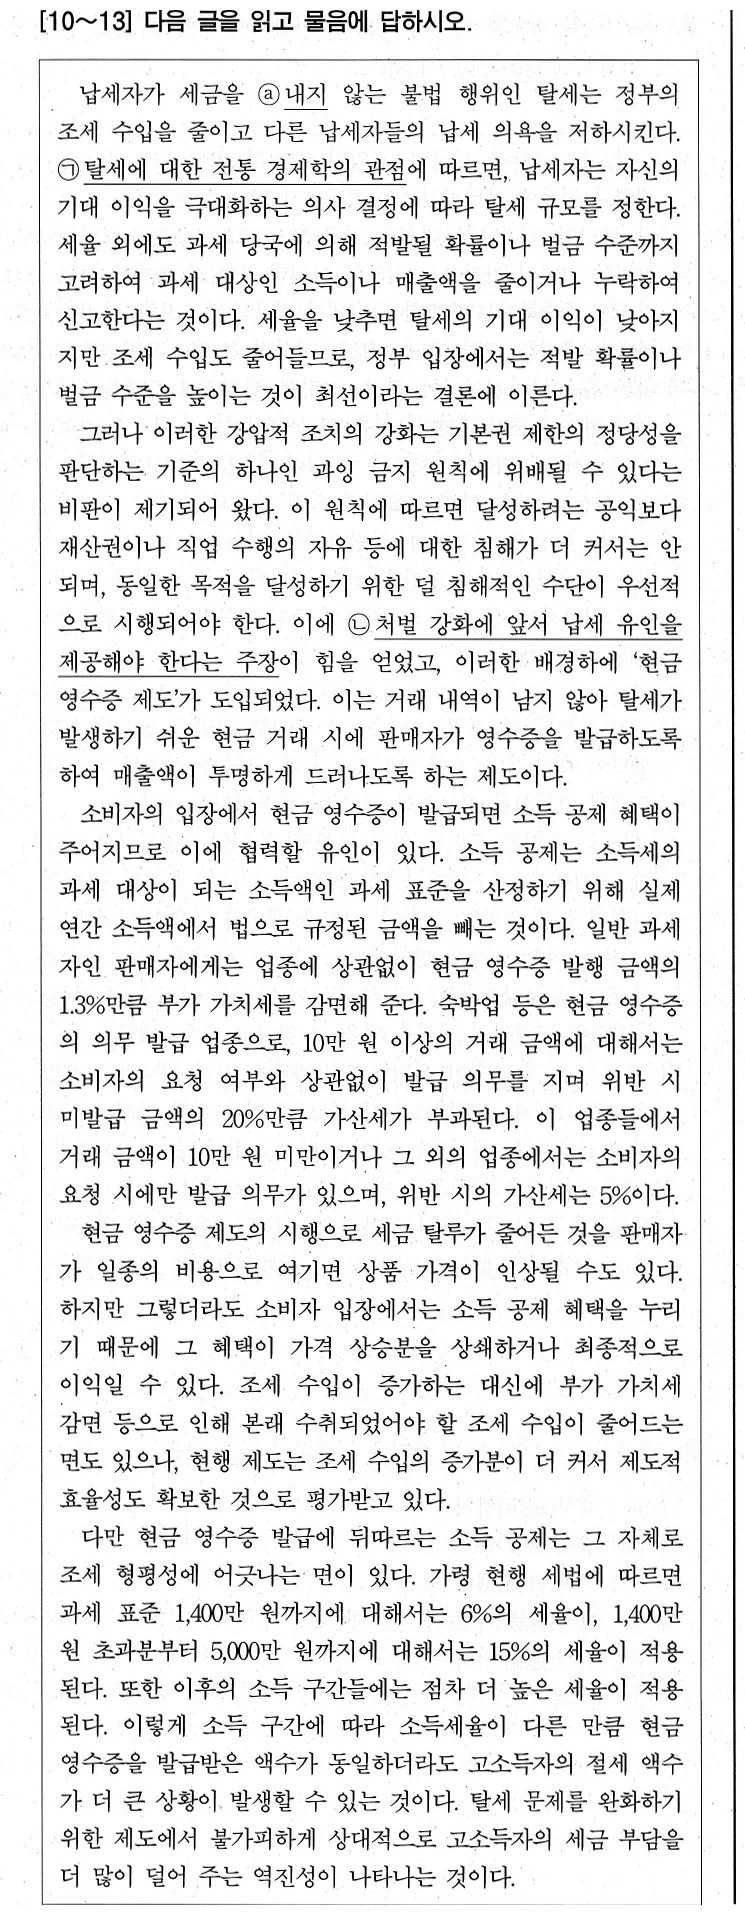 [10～13] 다음 글을 읽고 물음에 답하시오.
납세자가 세금을 ⓐ내지 않는 불법 행위인 탈세는 정부의
조세 수입을 줄이고 다른 납세자들의 납세 의욕을 저하시킨다.
㉠탈세에 대한 전통 경제학의 관점에 따르면, 납세자는 자신의
기대 이익을 극대화하는 의사 결정에 따라 탈세 규모를 정한다.
세율 외에도 과세 당국에 의해 적발될 확률이나 벌금 수준까지
고려하여 과세 대상인 소득이나 매출액을 줄이거나 누락하여
신고한다는 것이다. 세율을 낮추면 탈세의 기대 이익이 낮아지
지만 조세 수입도 줄어들므로, 정부 입장에서는 적발 확률이나
벌금 수준을 높이는 것이 최선이라는 결론에 이른다.
그러나 이러한 강압적 조치의 강화는 기본권 제한의 정당성을
판단하는 기준의 하나인 과잉 금지 원칙에 위배될 수 있다는
비판이 제기되어 왔다. 이 원칙에 따르면 달성하려는 공익보다
재산권이나 직업 수행의 자유 등에 대한 침해가 더 커서는 안
되며, 동일한 목적을 달성하기 위한 덜 침해적인 수단이 우선적
으로 시행되어야 한다. 이에 ㉡처벌 강화에 앞서 납세 유인을
제공해야 한다는 주장이 힘을 얻었고, 이러한 배경하에 ‘현금
영수증 제도’가 도입되었다. 이는 거래 내역이 남지 않아 탈세가
발생하기 쉬운 현금 거래 시에 판매자가 영수증을 발급하도록
하여 매출액이 투명하게 드러나도록 하는 제도이다.
소비자의 입장에서 현금 영수증이 발급되면 소득 공제 혜택이
주어지므로 이에 협력할 유인이 있다. 소득 공제는 소득세의
과세 대상이 되는 소득액인 과세 표준을 산정하기 위해 실제
연간 소득액에서 법으로 규정된 금액을 빼는 것이다. 일반 과세
자인 판매자에게는 업종에 상관없이 현금 영수증 발행 금액의
1.3%만큼 부가 가치세를 감면해 준다. 숙박업 등은 현금 영수증
의 의무 발급 업종으로, 10만 원 이상의 거래 금액에 대해서는
소비자의 요청 여부와 상관없이 발급 의무를 지며 위반 시
미발급 금액의 20%만큼 가산세가 부과된다. 이 업종들에서
거래 금액이 10만 원 미만이거나 그 외의 업종에서는 소비자의
요청 시에만 발급 의무가 있으며, 위반 시의 가산세는 5%이다.
현금 영수증 제도의 시행으로 세금 탈루가 줄어든 것을 판매자
가 일종의 비용으로 여기면 상품 가격이 인상될 수도 있다.
하지만 그렇더라도 소비자 입장에서는 소득 공제 혜택을 누리
기 때문에 그 혜택이 가격 상승분을 상쇄하거나 최종적으로
이익일 수 있다. 조세 수입이 증가하는 대신에 부가 가치세
감면 등으로 인해 본래 수취되었어야 할 조세 수입이 줄어드는
면도 있으나, 현행 제도는 조세 수입의 증가분이 더 커서 제도적
효율성도 확보한 것으로 평가받고 있다.
다만 현금 영수증 발급에 뒤따르는 소득 공제는 그 자체로
조세 형평성에 어긋나는 면이 있다. 가령 현행 세법에 따르면
과세 표준 1,400만 원까지에 대해서는 6%의 세율이, 1,400만
원 초과분부터 5,000만 원까지에 대해서는 15%의 세율이 적용
된다. 또한 이후의 소득 구간들에는 점차 더 높은 세율이 적용
된다. 이렇게 소득 구간에 따라 소득세율이 다른 만큼 현금
영수증을 발급받은 액수가 동일하더라도 고소득자의 절세 액수
가 더 큰 상황이 발생할 수 있는 것이다. 탈세 문제를 완화하기
위한 제도에서 불가피하게 상대적으로 고소득자의 세금 부담을
더 많이 덜어 주는 역진성이 나타나는 것이다.